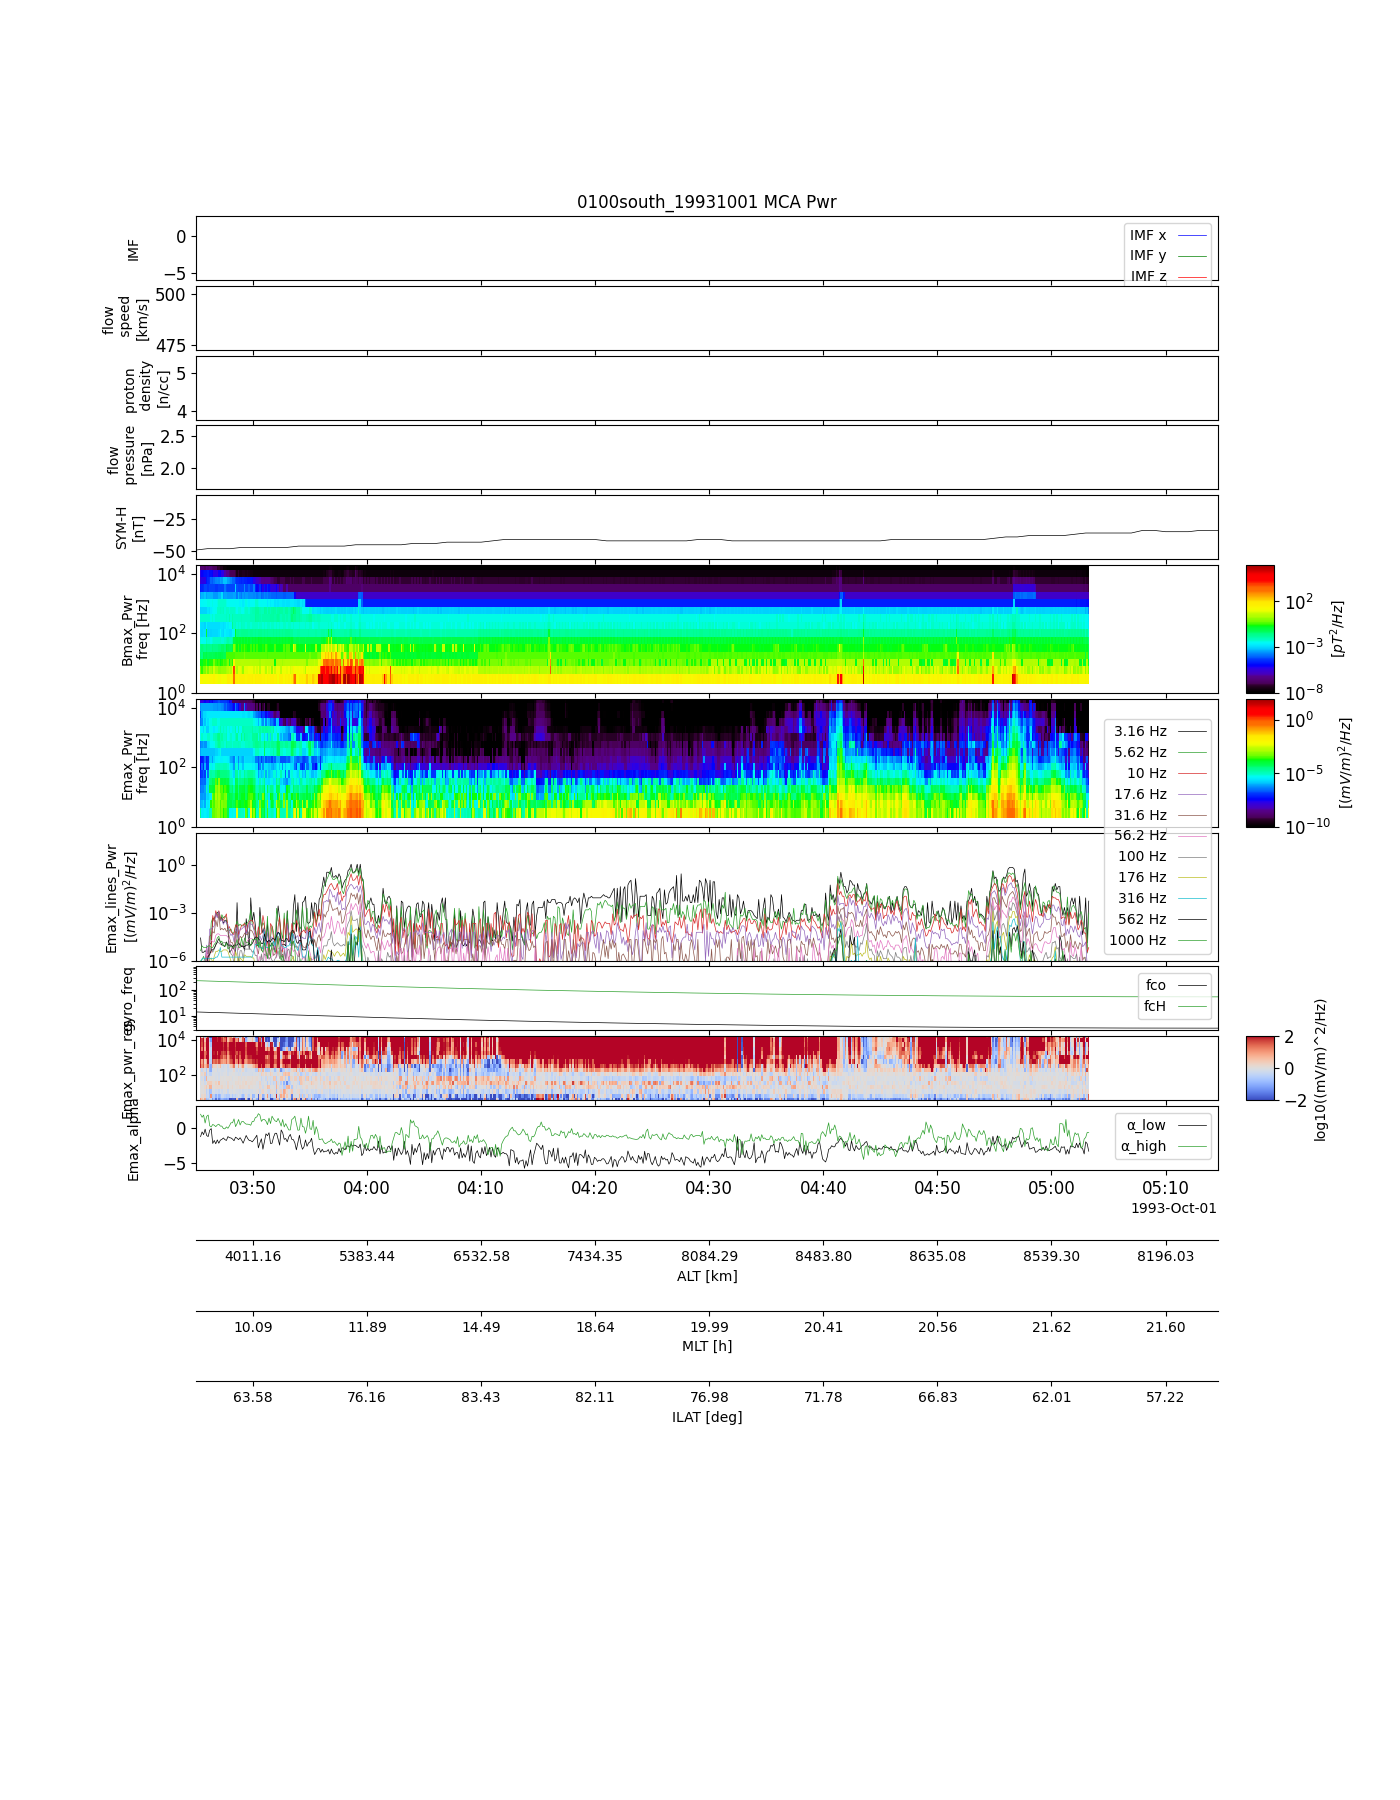 0100south_19931001 MCA Pwr
IMF
0
−5
IMF x
IMF y
IMF z
flow
speed
[km/s]
500
475
proton
density
[n/cc]
5
4
flow
pressure
[nPa]
2.5
2.0
SYM-H
[nT]
−25
−50
Bmax_Pwr
freq [Hz]
10^4
10^2
10^0
10^2
10^-3
10^-8
[pT^2/Hz]
Emax_Pwr
freq [Hz]
10^4
10^2
10^0
10^0
10^-5
10^-10
[(mV/m)^2/Hz]
3.16 Hz
5.62 Hz
10 Hz
17.6 Hz
31.6 Hz
56.2 Hz
100 Hz
176 Hz
316 Hz
562 Hz
1000 Hz
Emax_lines_Pwr
[(mV/m)^2/Hz]
10^0
10^-3
10^-6
gyro_freq
10^2
10^1
fco
fcH
Emax_pwr_reg
10^4
10^2
2
0
−2
log10((mV/m)^2/Hz)
Emax_alpha
0
−5
α_low
α_high
03:50 04:00 04:10 04:20 04:30 04:40 04:50 05:00 05:10
1993-Oct-01
4011.16 5383.44 6532.58 7434.35 8084.29 8483.80 8635.08 8539.30 8196.03
ALT [km]
10.09 11.89 14.49 18.64 19.99 20.41 20.56 21.62 21.60
MLT [h]
63.58 76.16 83.43 82.11 76.98 71.78 66.83 62.01 57.22
ILAT [deg]